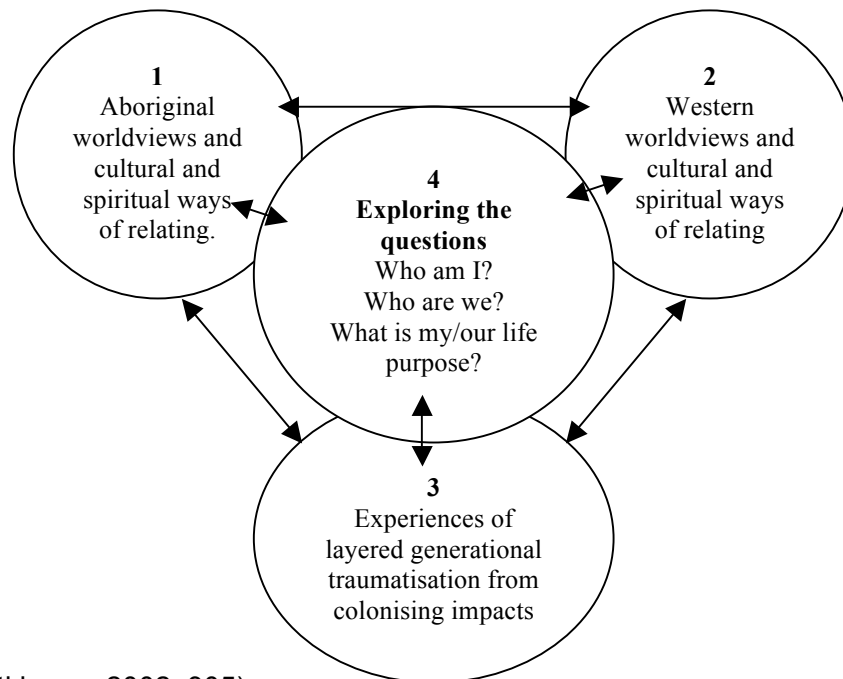 1
Aboriginal
worldviews and
cultural and
spiritual ways
of relating.
2
Western
worldviews and
cultural and
spiritual ways
of relating
4
Exploring the
questions
Who am I?
Who are we?
What is my/our life
purpose?
3
Experiences of
layered generational
traumatisation from
colonising impacts